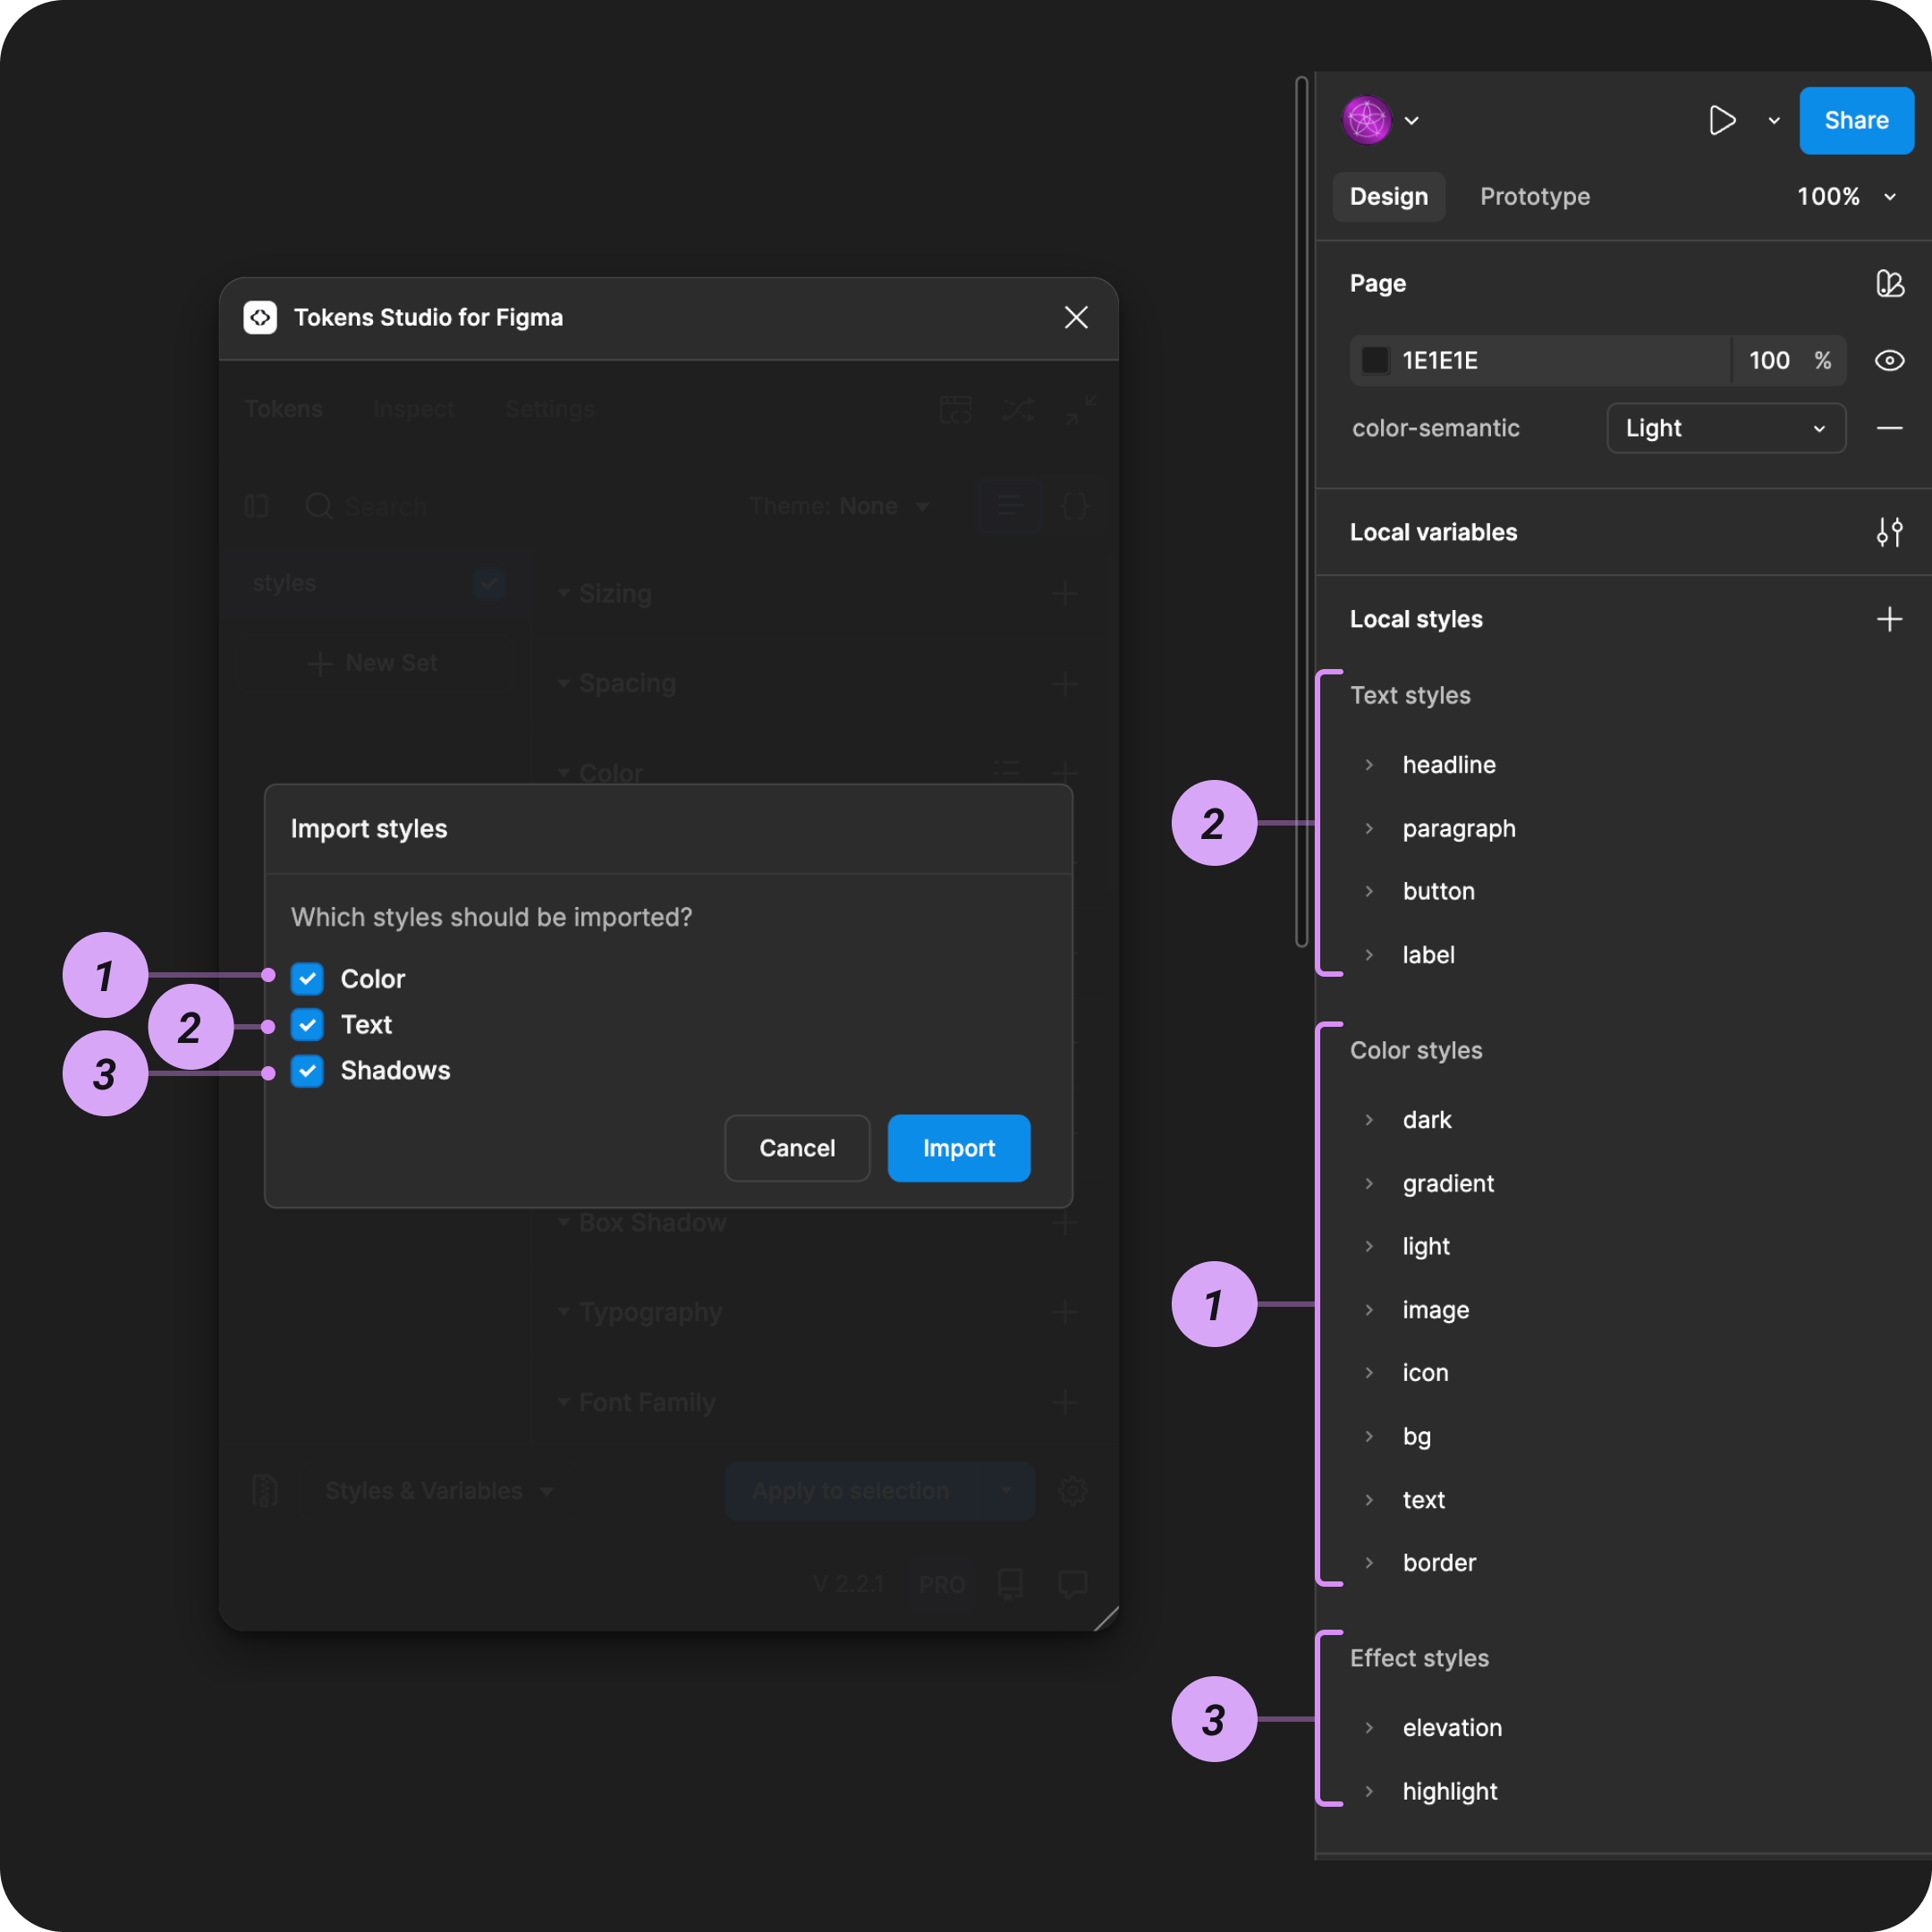 Tokens Studio for Figma
Tokens Inspect Settings
Search
Theme: None
styles
New Set
Sizing
Spacing
Color
Import styles
Which styles should be imported?
1
Color
2
Text
3
Shadows
Cancel Import
Box Shadow
Typography
Font Family
Styles & Variables
Apply to selection
V 2.2.1 PRO
Share
Design Prototype 100%
Page
1E1E1E 100 %
color-semantic Light
Local variables
Local styles
2
Text styles
headline
paragraph
button
label
1
Color styles
dark
gradient
light
image
icon
bg
text
border
3
Effect styles
elevation
highlight